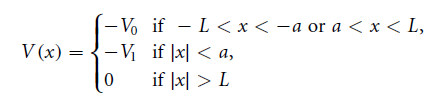 V(x) = { −V₀ if − L < x < −a or a < x < L,
−V₁ if |x| < a,
0 if |x| > L